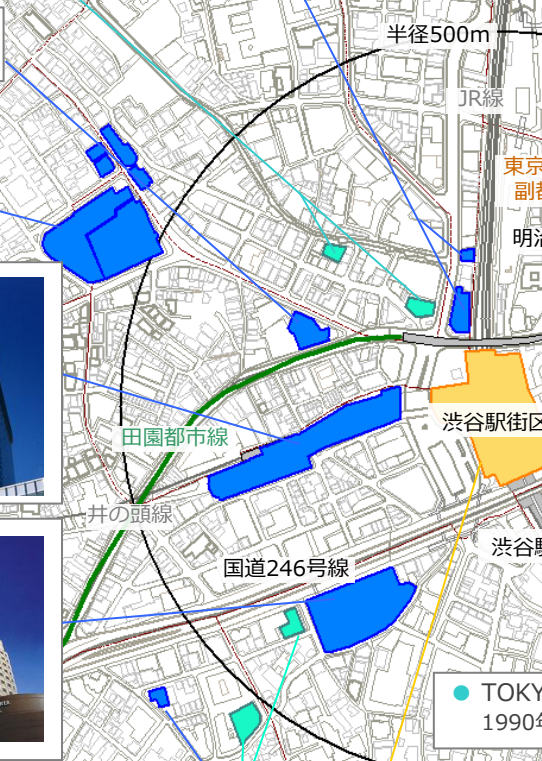 半径500m
JR線
東京
副都
明治
渋谷駅街区
田園都市線
井の頭線
渋谷駅
国道246号線
● TOKY
1990年